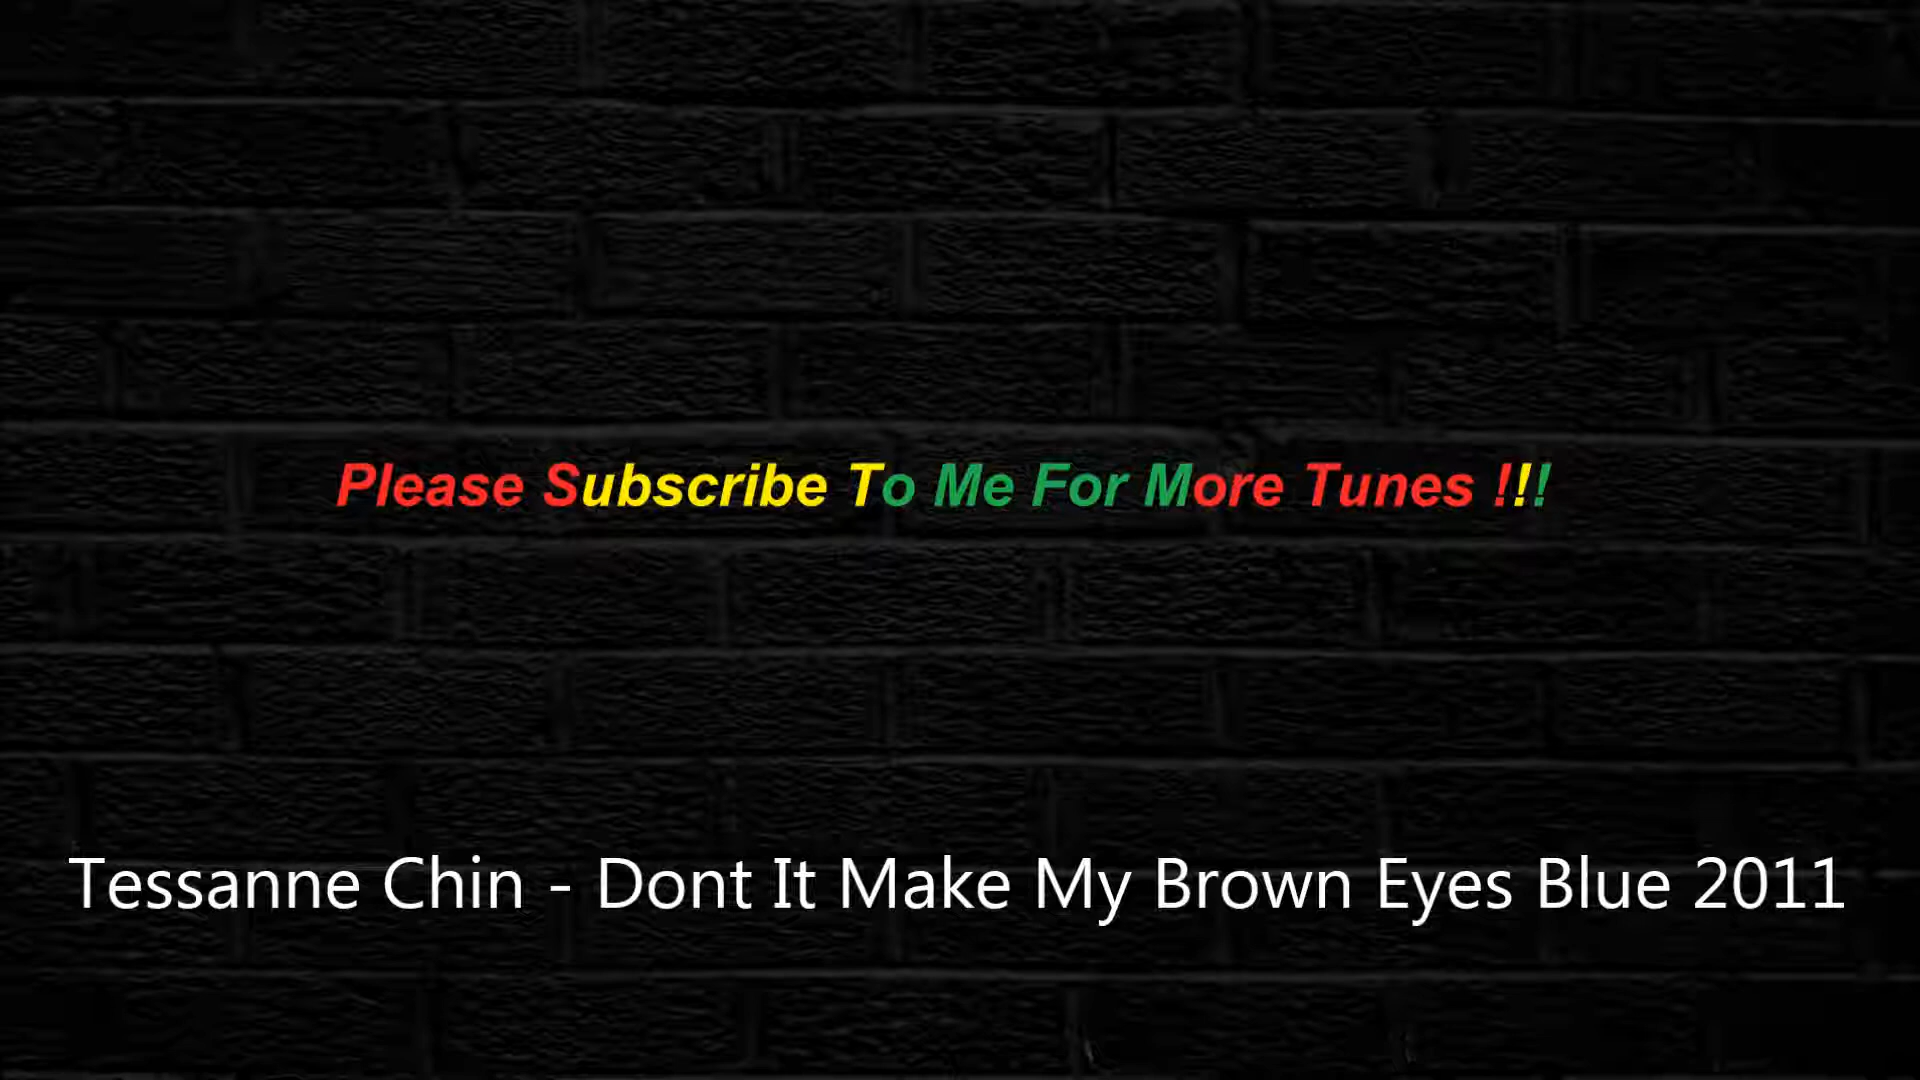 Please Subscribe To Me For More Tunes !!!
Tessanne Chin - Dont It Make My Brown Eyes Blue 2011